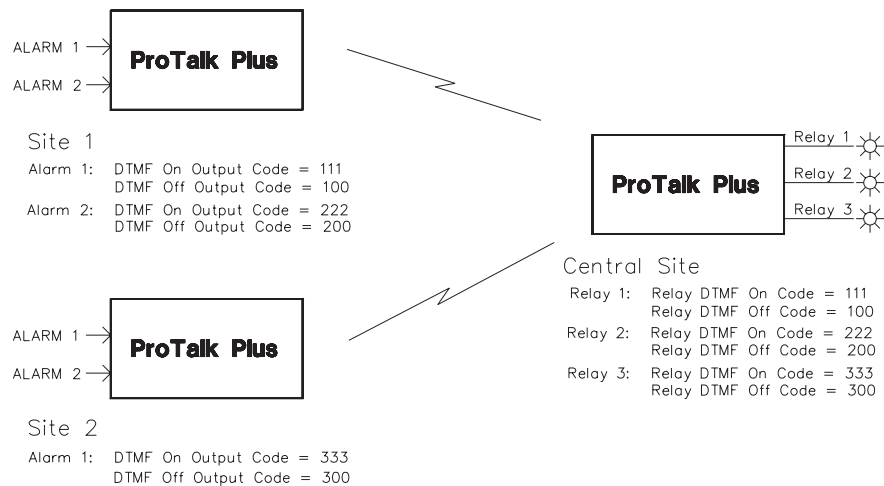 ALARM 1
ALARM 2
ProTalk Plus
Site 1
Alarm 1: DTMF On Output Code = 111
DTMF Off Output Code = 100
Alarm 2: DTMF On Output Code = 222
DTMF Off Output Code = 200
Relay 1
Relay 2
Relay 3
ProTalk Plus
Central Site
Relay 1: Relay DTMF On Code = 111
Relay DTMF Off Code = 100
Relay 2: Relay DTMF On Code = 222
Relay DTMF Off Code = 200
Relay 3: Relay DTMF On Code = 333
Relay DTMF Off Code = 300
ALARM 1
ALARM 2
ProTalk Plus
Site 2
Alarm 1: DTMF On Output Code = 333
DTMF Off Output Code = 300